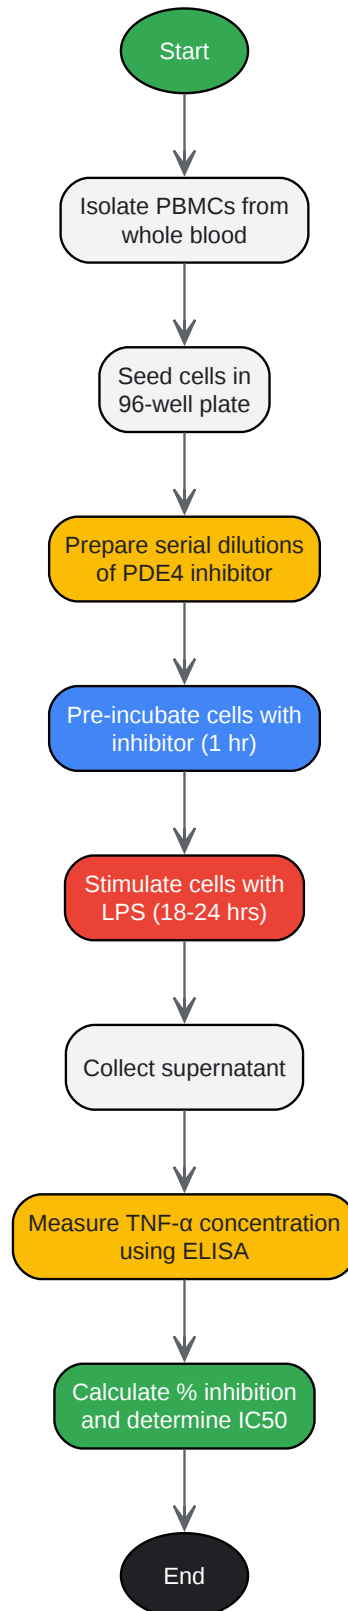 Start
Isolate PBMCs from
whole blood
Seed cells in
96-well plate
Prepare serial dilutions
of PDE4 inhibitor
Pre-incubate cells with
inhibitor (1 hr)
Stimulate cells with
LPS (18-24 hrs)
Collect supernatant
Measure TNF-α concentration
using ELISA
Calculate % inhibition
and determine IC50
End